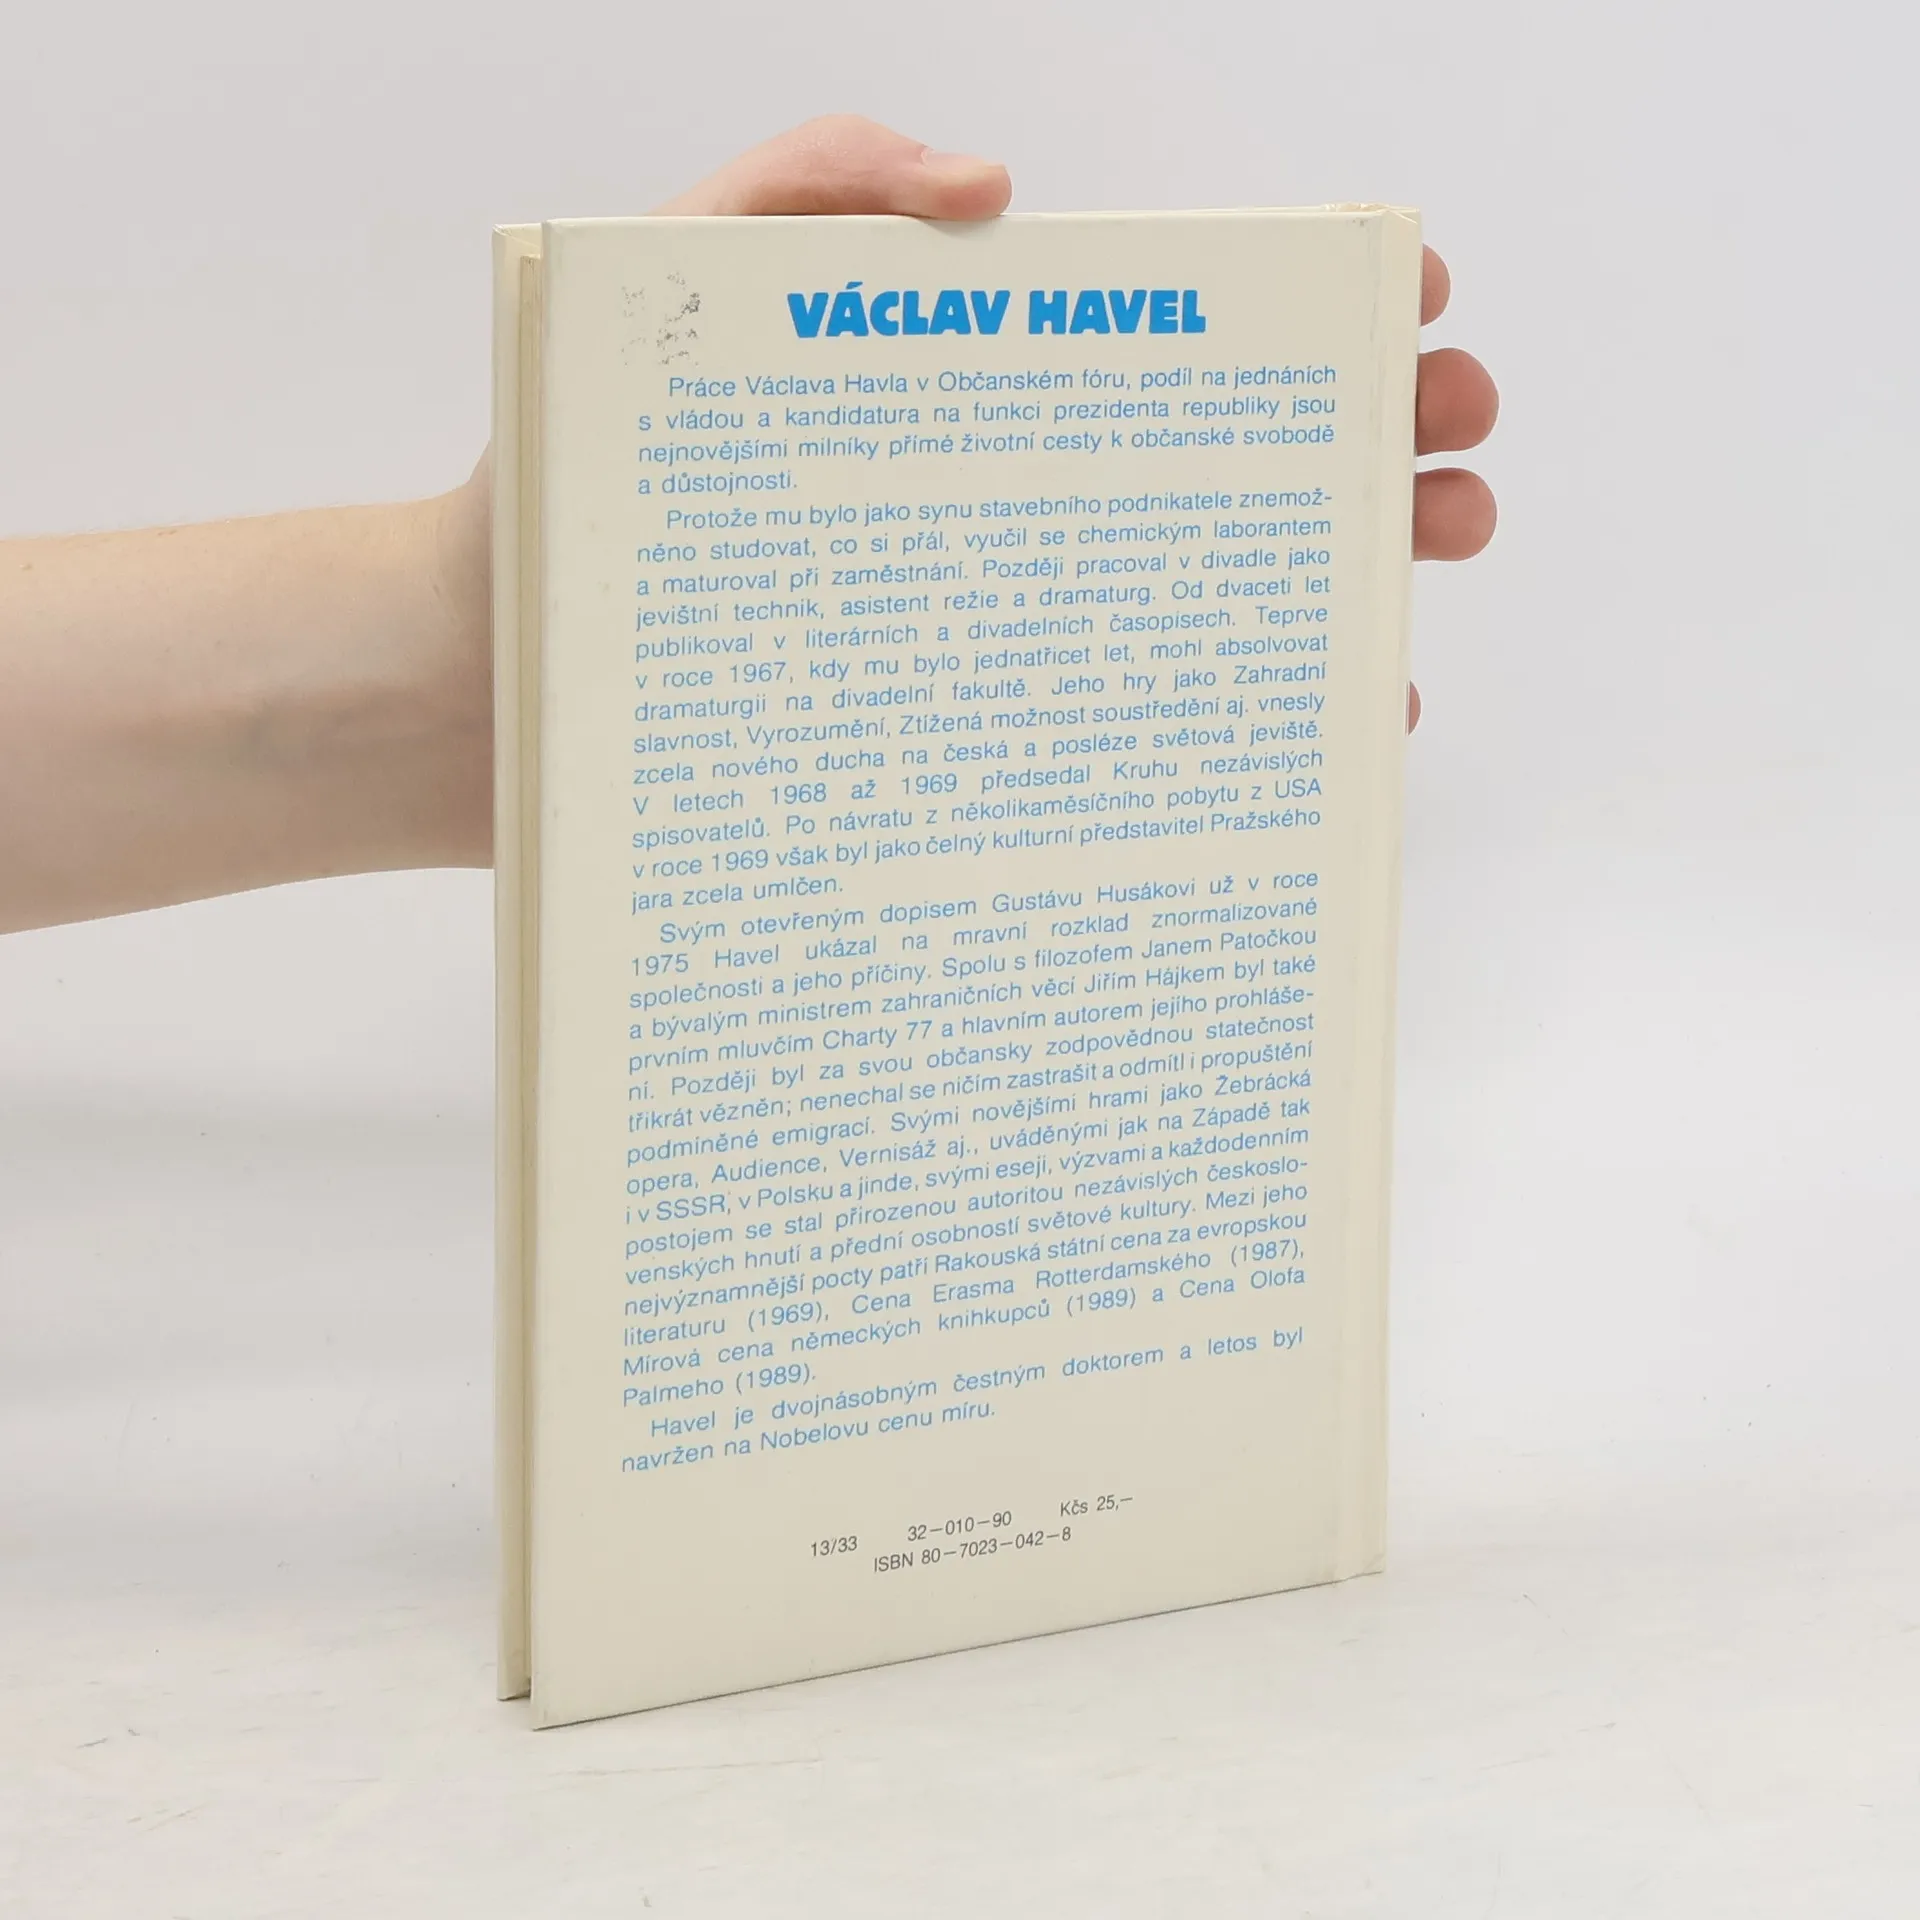 VÁCLAV HAVEL
Práce Václava Havla v Občanském fóru, podíl na jednáních
s vládou a kandidatura na funkci prezidenta republiky jsou
nejnovějšími milníky přímé životní cesty k občanské svobodě
a důstojnosti.
Protože mu bylo jako synu stavebního podnikatele znemož-
něno studovat, co si přál, vyučil se chemickým laborantem
a maturoval při zaměstnání. Později pracoval v divadle jako
jevištní technik, asistent režie a dramaturg. Od dvaceti let
publikoval v literárních a divadelních časopisech. Teprve
v roce 1967, kdy mu bylo jednatřicet let, mohl absolvovat
dramaturgii na divadelní fakultě. Jeho hry jako Zahradní
slavnost, Vyrozumění, Ztížená možnost soustředění aj. vnesly
zcela nového ducha na česká a posléze světová jeviště.
V letech 1968 až 1969 předsedal Kruhu nezávislých
spisovatelů. Po návratu z několikaměsíčního pobytu z USA
v roce 1969 však byl jako čelný kulturní představitel Pražského
jara zcela umlčen.
Svým otevřeným dopisem Gustávu Husákovi už v roce
1975 Havel ukázal na mravní rozklad znormalizované
společnosti a jeho příčiny. Spolu s filozofem Janem Patočkou
a bývalým ministrem zahraničních věcí Jiřím Hájkem byl také
prvním mluvčím Charty 77 a hlavním autorem jejího prohláše-
ní. Později byl za svou občansky zodpovědnou statečnost
třikrát vězněn; nenechal se ničím zastrašit a odmítl i propuštění
podmíněné emigrací. Svými novějšími hrami jako Žebrácká
opera, Audience, Vernisáž aj., uváděnými jak na Západě tak
i v SSSR, v Polsku a jinde, svými eseji, výzvami a každodenním
postojem se stal přirozenou autoritou nezávislých českoslo-
venských hnutí a přední osobností světové kultury. Mezi jeho
nejvýznamnější pocty patří Rakouská státní cena za evropskou
literaturu (1969), Cena Erasma Rotterdamského (1987),
Mírová cena německých knihkupců (1989) a Cena Olofa
Palmeho (1989).
Havel je dvojnásobným čestným doktorem a letos byl
navržen na Nobelovu cenu míru.
13/33 32—010—90 Kčs 25,—
ISBN 80—7023—042—8